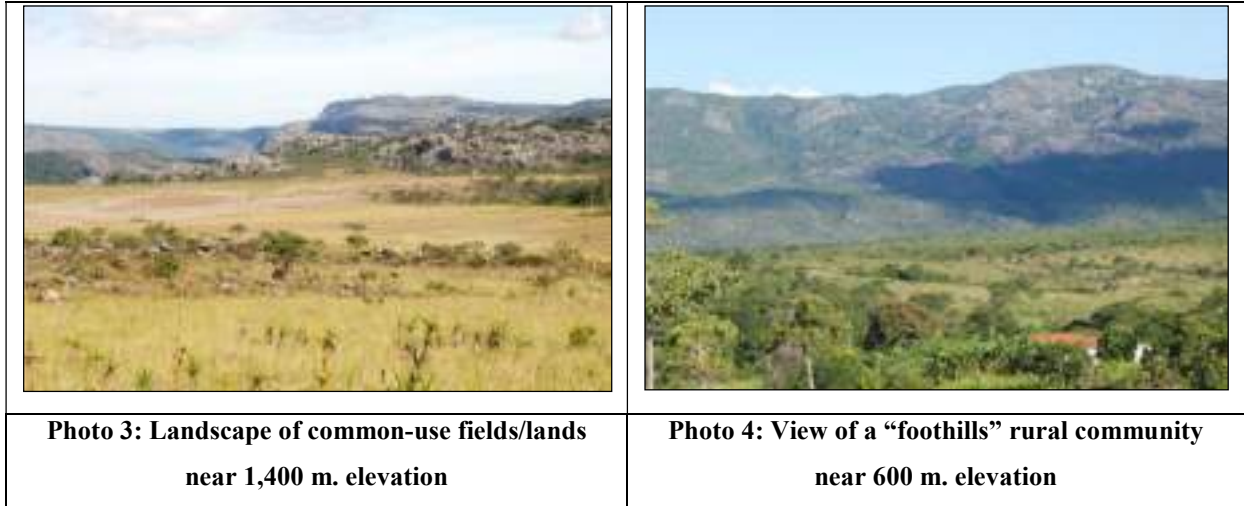 Photo 3: Landscape of common-use fields/lands
near 1,400 m. elevation
Photo 4: View of a “foothills” rural community
near 600 m. elevation